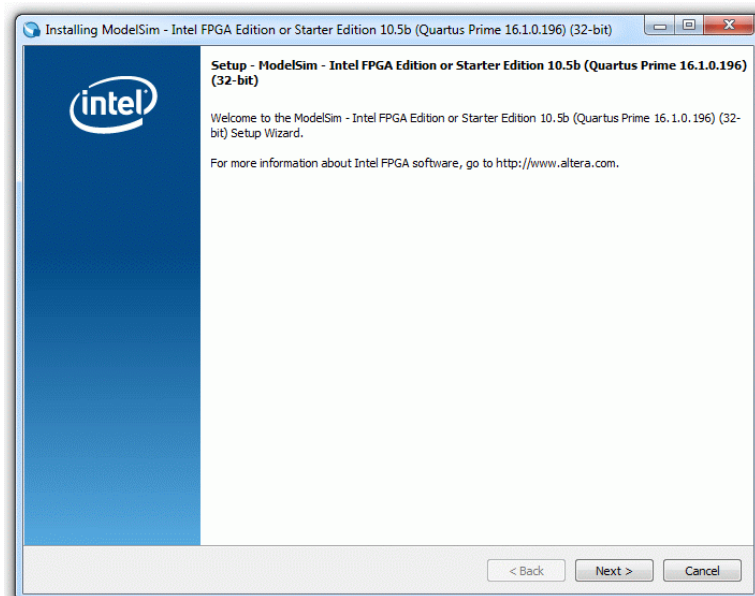 Installing ModelSim - Intel FPGA Edition or Starter Edition 10.5b (Quartus Prime 16.1.0.196) (32-bit)
intel
Setup - ModelSim - Intel FPGA Edition or Starter Edition 10.5b (Quartus Prime 16.1.0.196)
(32-bit)
Welcome to the ModelSim - Intel FPGA Edition or Starter Edition 10.5b (Quartus Prime 16.1.0.196) (32-
bit) Setup Wizard.
For more information about Intel FPGA software, go to http://www.altera.com.
< Back
Next >
Cancel